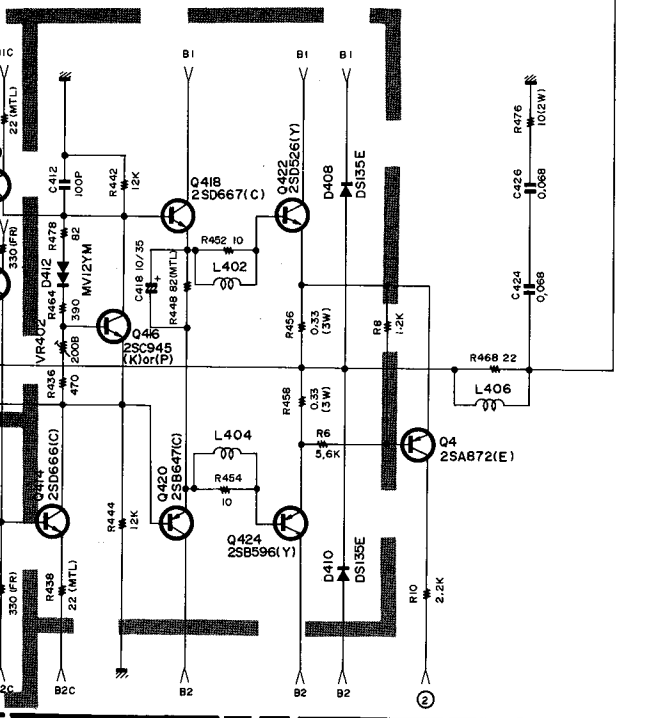 B1
B1
B1
22 (MTL)
R476
10(2W)
C412
100P
R442
12K
Q418
2SD667(C)
Q422
2SD526(Y)
D408
DS135E
C426
0.068
330 (FR)
R478
82
D412
MV12YM
C418 10/35
+
R448 82(MTL)
R452 10
L402
C424
0,068
R464
390
VR402
200B
Q416
2SC945
(K)or(P)
R456
0.33
(3W)
R8
1.2K
R436
470
R468 22
L406
R458
0.33
(3W)
R6
5,6K
Q4
2SA872(E)
Q414
2SD666(C)
Q420
2SB647(C)
L404
R454
10
R444
12K
Q424
2SB596(Y)
D410
DS135E
330 (FR)
R438
22 (MTL)
R10
2.2K
B2C
B2
B2
B2
2